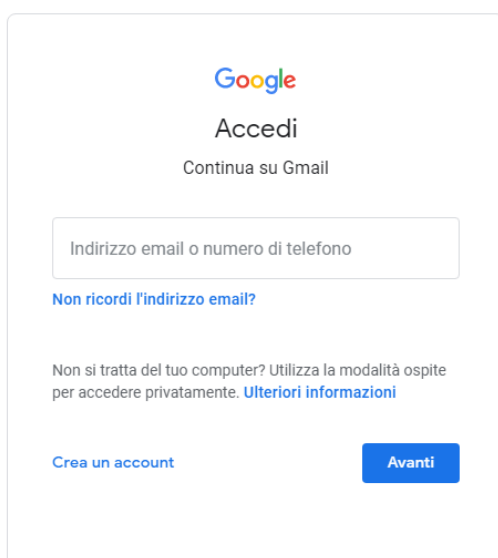 Google
Accedi
Continua su Gmail
Indirizzo email o numero di telefono
Non ricordi l'indirizzo email?
Non si tratta del tuo computer? Utilizza la modalità ospite
per accedere privatamente. Ulteriori informazioni
Crea un account
Avanti